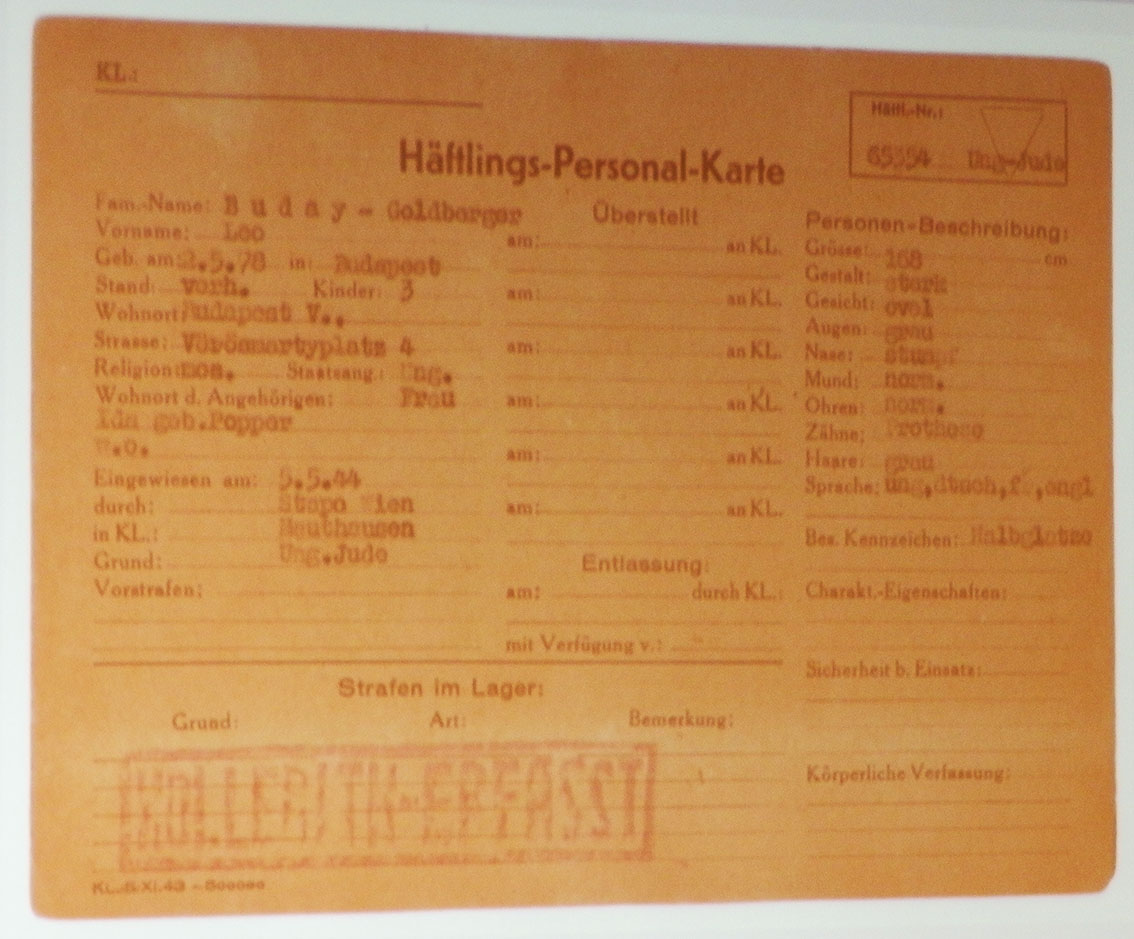 KL.:
Häftl.-Nr.:
Ung.-Jude
Häftlings-Personal-Karte
Fam.-Name: Buday - Goldberger
Vorname: Leo
Geb. am: 2.5.78 in: Budapest
Stand: verh. Kinder: 3
Wohnort: Budapest V.,
Strasse: Vörösmartyplatz 4
Religion: mos. Staatsang.: Ung.
Wohnort d. Angehörigen: Frau
Ida geb. Popper
w.o.
Eingewiesen am: 5.5.44
durch: Stapo Wien
in KL.: Mauthausen
Grund: Ung.Jude
Vorstrafen:
Überstellt
am: an KL.
am: an KL.
am: an KL.
am: an KL.
am: an KL.
am: an KL.
Entlassung:
am: durch KL.:
mit Verfügung v.:
Personen-Beschreibung:
Grösse: 168 cm
Gestalt: stark
Gesicht: oval
Augen: grau
Nase: stumpf
Mund: norm.
Ohren: norm.
Zähne: Prothese
Haare: grau
Sprache: ung,dtsch,f.,engl
Bes. Kennzeichen: Halbglatze
Charakt.-Eigenschaften:
Sicherheit b. Einsatz:
Körperliche Verfassung:
Strafen im Lager:
Grund: Art: Bemerkung:
HOLLERITH-ERFASST